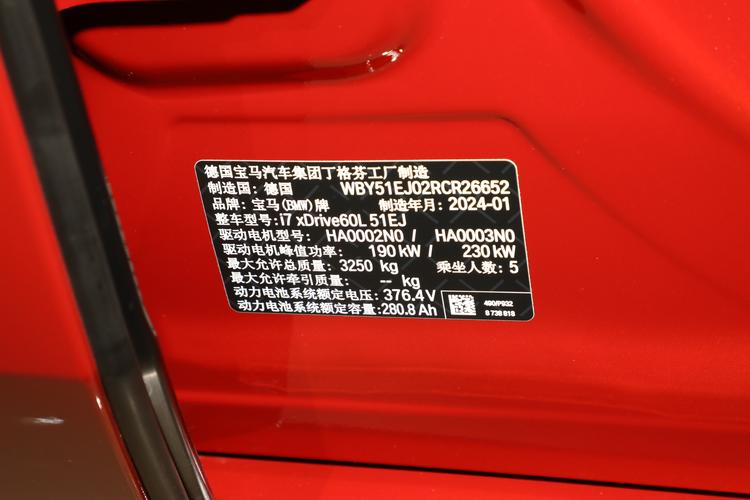 德国宝马汽车集团丁格芬工厂制造
制造国：德国 WBY51EJ02RCR26652
品牌：宝马(BMW)牌 制造年月：2024-01
整车型号：i7 xDrive60L 51EJ
驱动电机型号： HA0002N0 / HA0003N0
驱动电机峰值功率： 190 kW / 230 kW
最大允许总质量： 3250 kg 乘坐人数：5
最大允许牵引质量： -- kg
动力电池系统额定电压：376.4V
动力电池系统额定容量:280.8 Ah
490/P932
8 738 818